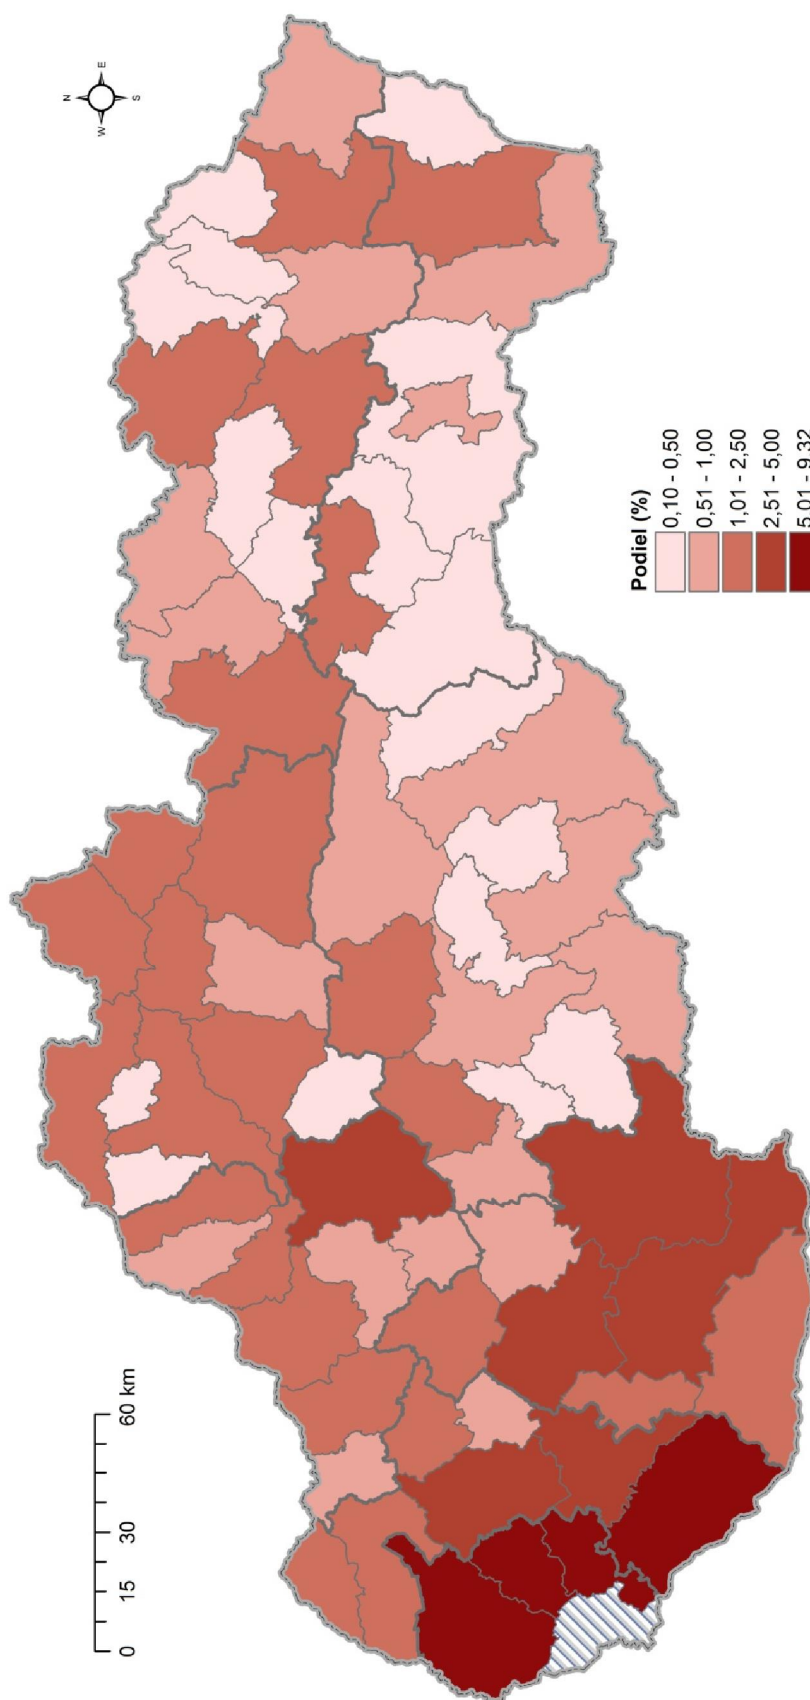 N
W E
S
0 15 30 60 km
Podiel (%)
0,10 - 0,50
0,51 - 1,00
1,01 - 2,50
2,51 - 5,00
5,01 - 9,32